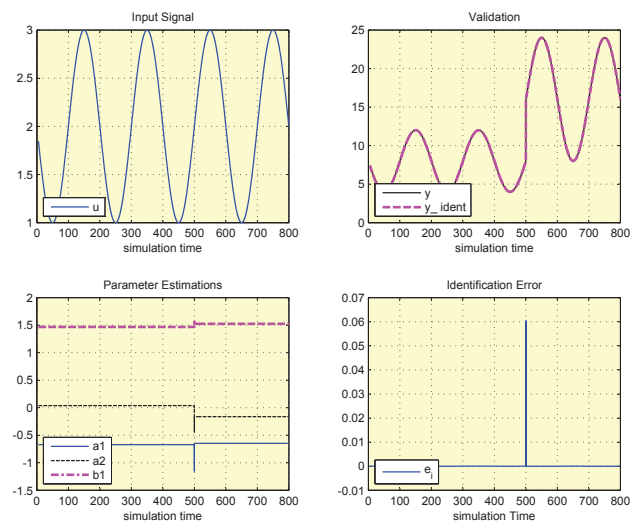 Input Signal
3
2
1
0 100 200 300 400 500 600 700 800
simulation time
u
Validation
25
20
15
10
5
0
0 100 200 300 400 500 600 700 800
simulation time
y
y_ ident
Parameter Estimations
2
1.5
1
0.5
0
-0.5
-1
-1.5
0 100 200 300 400 500 600 700 800
simulation time
a1
a2
b1
Identification Error
0.07
0.06
0.05
0.04
0.03
0.02
0.01
0
-0.01
0 100 200 300 400 500 600 700 800
simulation Time
e_i